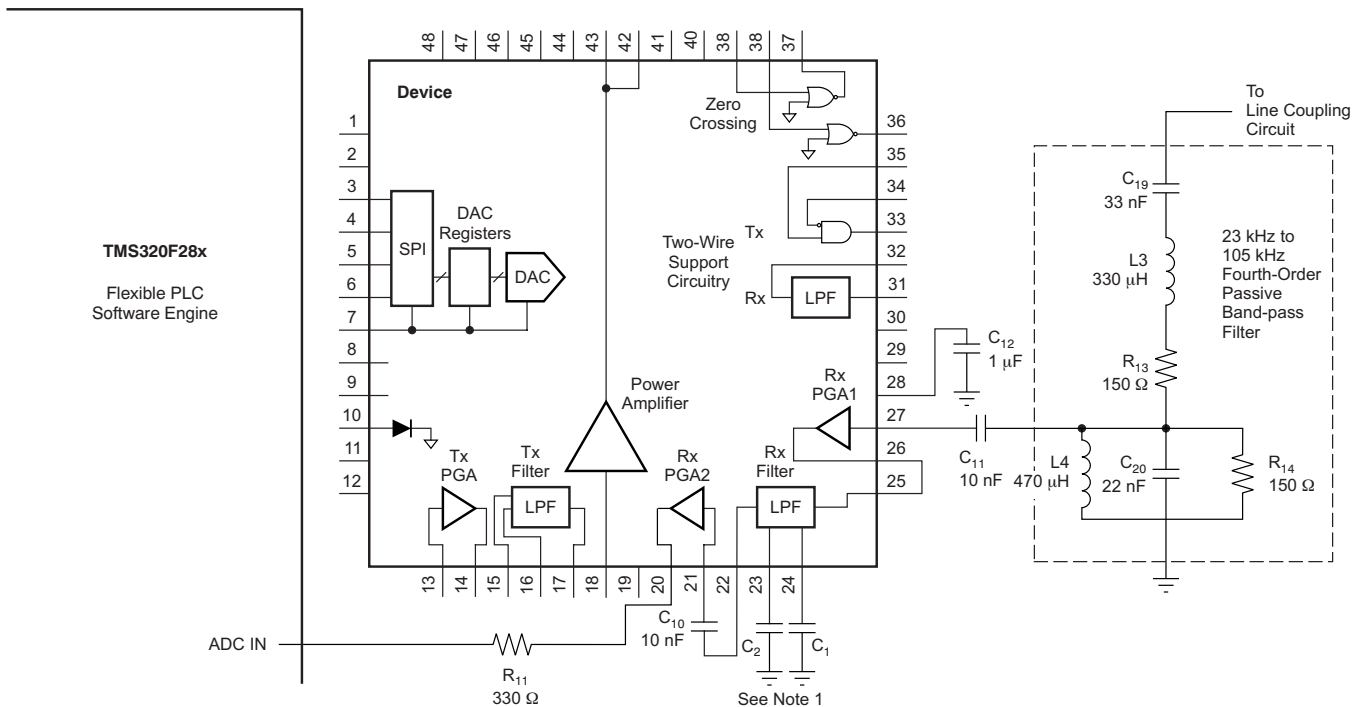 48
47
46
45
44
43
42
41
40
38
38
37
Device
Zero
Crossing
To
Line Coupling
Circuit
1
2
3
4
5
6
7
8
9
10
11
12
36
35
34
33
32
31
30
29
28
27
26
25
SPI
DAC
Registers
DAC
Two-Wire
Support
Circuitry
Tx
Rx
LPF
TMS320F28x
Flexible PLC
Software Engine
C19
33 nF
L3
330 µH
R13
150 Ω
23 kHz to
105 kHz
Fourth-Order
Passive
Band-pass
Filter
C12
1 µF
Power
Amplifier
Rx
PGA1
Tx
PGA
Tx
Filter
LPF
Rx
PGA2
Rx
Filter
LPF
C11
10 nF
L4
470 µH
C20
22 nF
R14
150 Ω
13
14
15
16
17
18
19
20
21
22
23
24
ADC IN
R11
330 Ω
C10
10 nF
C2
C1
See Note 1